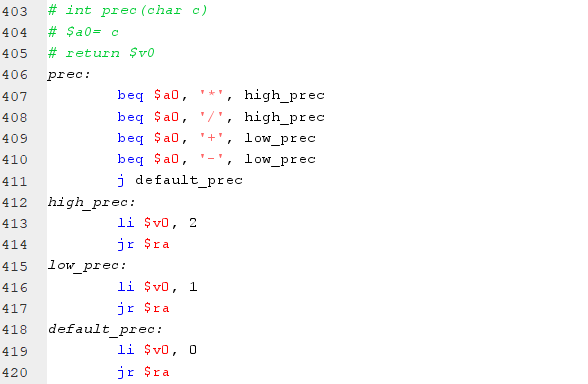 403 # int prec(char c)
404 # $a0= c
405 # return $v0
406 prec:
407 beq $a0, '*', high_prec
408 beq $a0, '/', high_prec
409 beq $a0, '+', low_prec
410 beq $a0, '-', low_prec
411 j default_prec
412 high_prec:
413 li $v0, 2
414 jr $ra
415 low_prec:
416 li $v0, 1
417 jr $ra
418 default_prec:
419 li $v0, 0
420 jr $ra